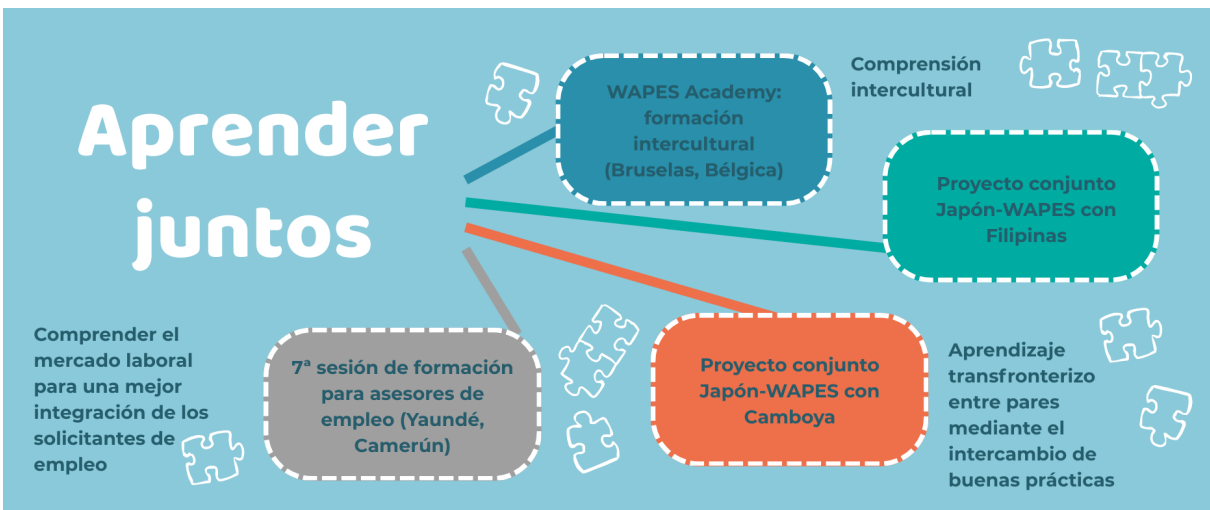 Aprender
juntos
WAPES Academy:
formación
intercultural
(Bruselas, Bélgica)
Comprensión
intercultural
Proyecto conjunto
Japón-WAPES con
Filipinas
Comprender el
mercado laboral
para una mejor
integración de los
solicitantes de
empleo
7ª sesión de formación
para asesores de
empleo (Yaundé,
Camerún)
Proyecto conjunto
Japón-WAPES con
Camboya
Aprendizaje
transfronterizo
entre pares
mediante el
intercambio de
buenas prácticas